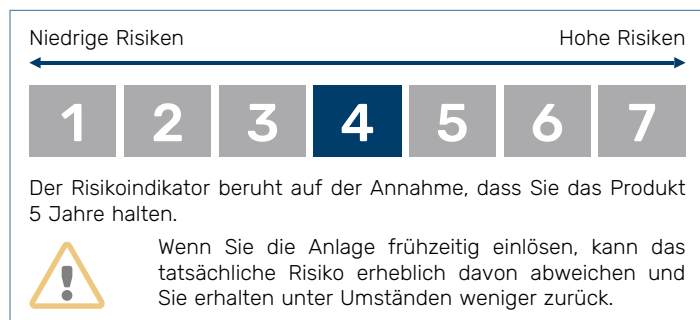 Niedrige Risiken Hohe Risiken
1 2 3 4 5 6 7
Der Risikoindikator beruht auf der Annahme, dass Sie das Produkt
5 Jahre halten.
Wenn Sie die Anlage frühzeitig einlösen, kann das
tatsächliche Risiko erheblich davon abweichen und
Sie erhalten unter Umständen weniger zurück.